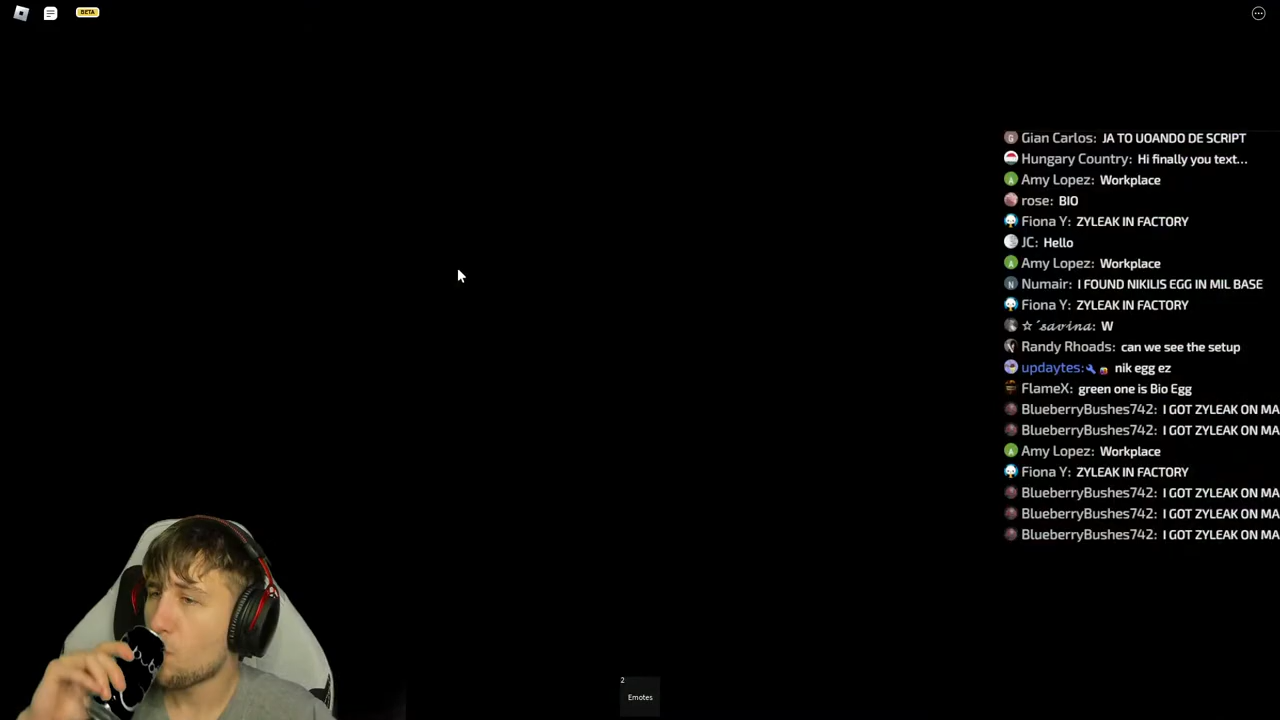 BETA
Gian Carlos: JA TO UOANDO DE SCRIPT
Hungary Country: Hi finally you text...
Amy Lopez: Workplace
rose: BIO
Fiona Y: ZYLEAK IN FACTORY
JC: Hello
Amy Lopez: Workplace
Numair: I FOUND NIKILIS EGG IN MIL BASE
Fiona Y: ZYLEAK IN FACTORY
☆´𝓼𝓪𝓿𝓲𝓷𝓪: W
Randy Rhoads: can we see the setup
updaytes: nik egg ez
FlameX: green one is Bio Egg
BlueberryBushes742: I GOT ZYLEAK ON MA
BlueberryBushes742: I GOT ZYLEAK ON MA
Amy Lopez: Workplace
Fiona Y: ZYLEAK IN FACTORY
BlueberryBushes742: I GOT ZYLEAK ON MA
BlueberryBushes742: I GOT ZYLEAK ON MA
BlueberryBushes742: I GOT ZYLEAK ON MA
2
Emotes